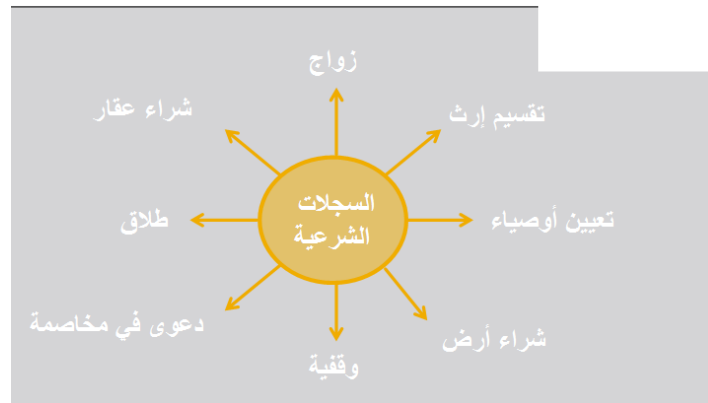 زواج
تقسيم إرث
شراء عقار
السجلات
الشرعية
تعيين أوصياء
طلاق
شراء أرض
دعوى في مخاصمة
وقفية